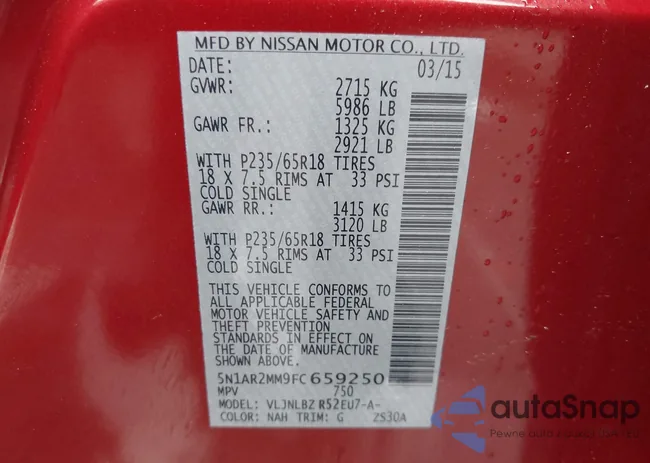 MFD BY NISSAN MOTOR CO., LTD.
DATE: 03/15
GVWR: 2715 KG
5986 LB
GAWR FR.: 1325 KG
2921 LB
WITH P235/65R18 TIRES
18 X 7.5 RIMS AT 33 PSI
COLD SINGLE
GAWR RR.: 1415 KG
3120 LB
WITH P235/65R18 TIRES
18 X 7.5 RIMS AT 33 PSI
COLD SINGLE
THIS VEHICLE CONFORMS TO
ALL APPLICABLE FEDERAL
MOTOR VEHICLE SAFETY AND
THEFT PREVENTION
STANDARDS IN EFFECT ON
THE DATE OF MANUFACTURE
SHOWN ABOVE.
5N1AR2MM9FC659250
MPV 750
MODEL: VLJNLBZ R52EU7-A-
COLOR: NAH TRIM: G ZS30A
autoSnap
Pewne auto nauka i aukcji